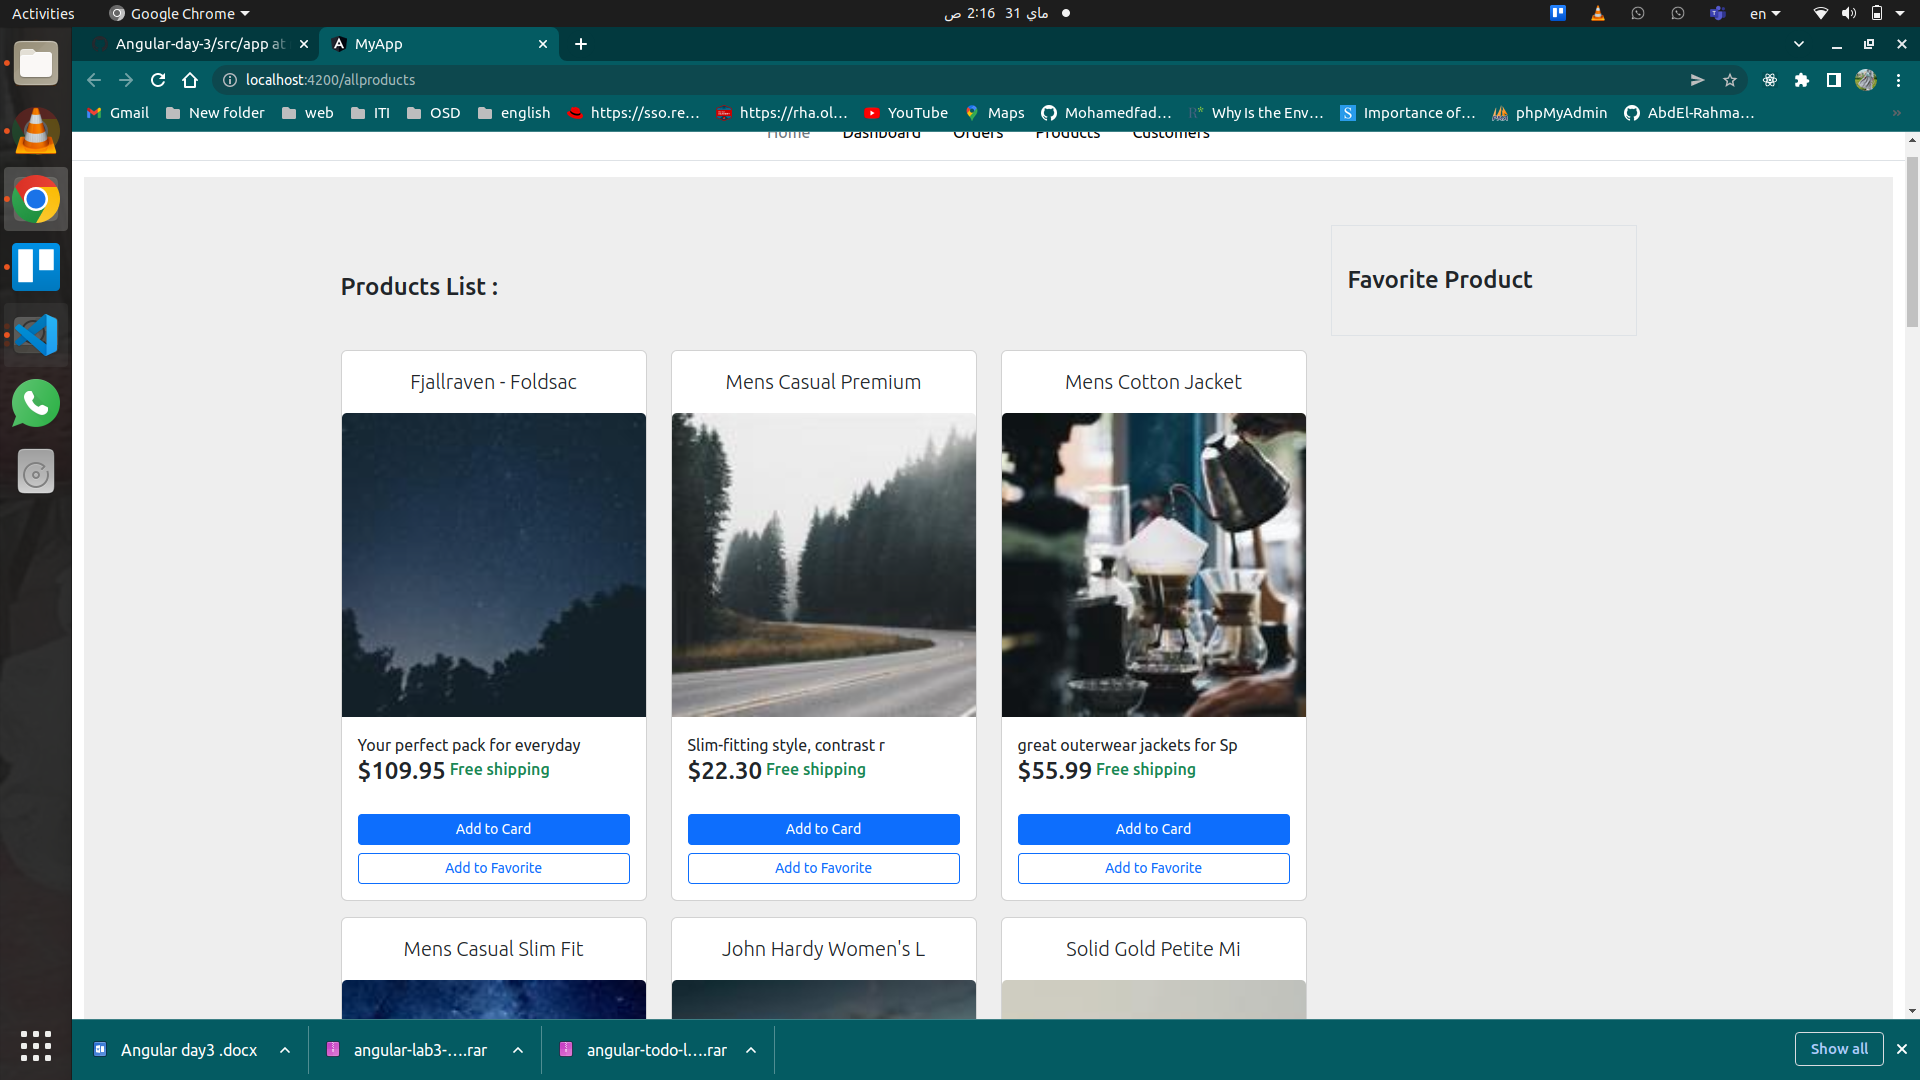 Activities
Google Chrome
ص 2:16 31 ماي
en
Angular-day-3/src/app at
MyApp
localhost:4200/allproducts
Gmail
New folder
web
ITI
OSD
english
https://sso.re...
https://rha.ol...
YouTube
Maps
Mohamedfad...
Why Is the Env...
Importance of...
phpMyAdmin
AbdEl-Rahma...
Home Dashboard Orders Products Customers
Products List :
Favorite Product
Fjallraven - Foldsac
Mens Casual Premium
Mens Cotton Jacket
Your perfect pack for everyday
$109.95 Free shipping
Add to Card
Add to Favorite
Slim-fitting style, contrast r
$22.30 Free shipping
Add to Card
Add to Favorite
great outerwear jackets for Sp
$55.99 Free shipping
Add to Card
Add to Favorite
Mens Casual Slim Fit
John Hardy Women's L
Solid Gold Petite Mi
Angular day3 .docx
angular-lab3-....rar
angular-todo-l....rar
Show all